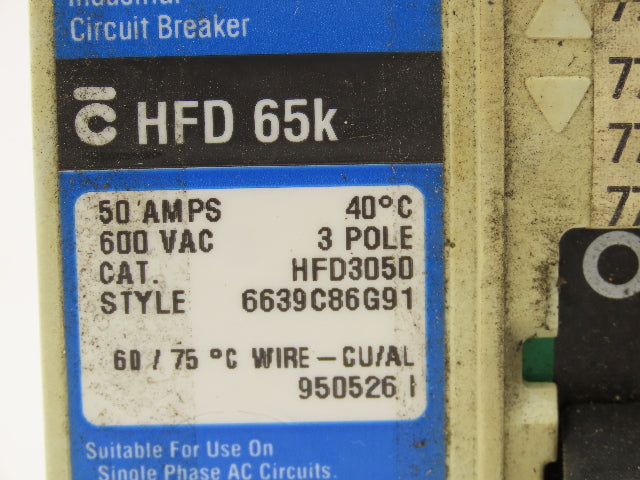 Industrial
Circuit Breaker
C HFD 65k
50 AMPS 40°C
600 VAC 3 POLE
CAT. HFD3050
STYLE 6639C86G91
60 / 75 °C WIRE – CU/AL
950526 I
Suitable For Use On
Single Phase AC Circuits.
O